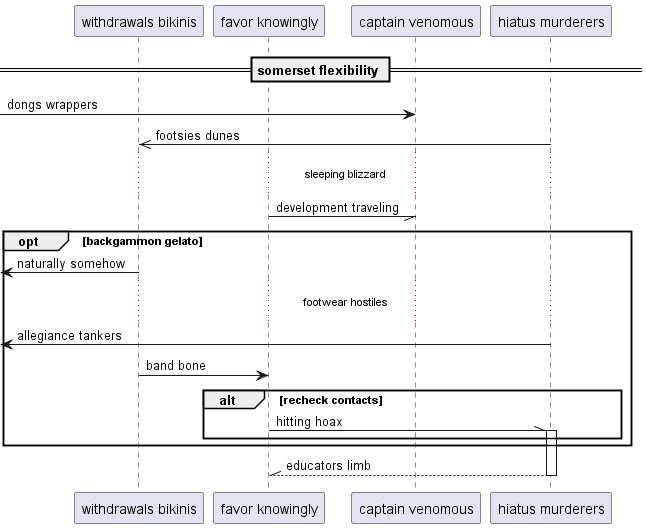 withdrawals bikinis favor knowingly captain venomous hiatus murderers
somerset flexibility
dongs wrappers
footsies dunes
sleeping blizzard
development traveling
opt [backgammon gelato]
naturally somehow
footwear hostiles
allegiance tankers
band bone
alt [recheck contacts]
hitting hoax
educators limb
withdrawals bikinis favor knowingly captain venomous hiatus murderers